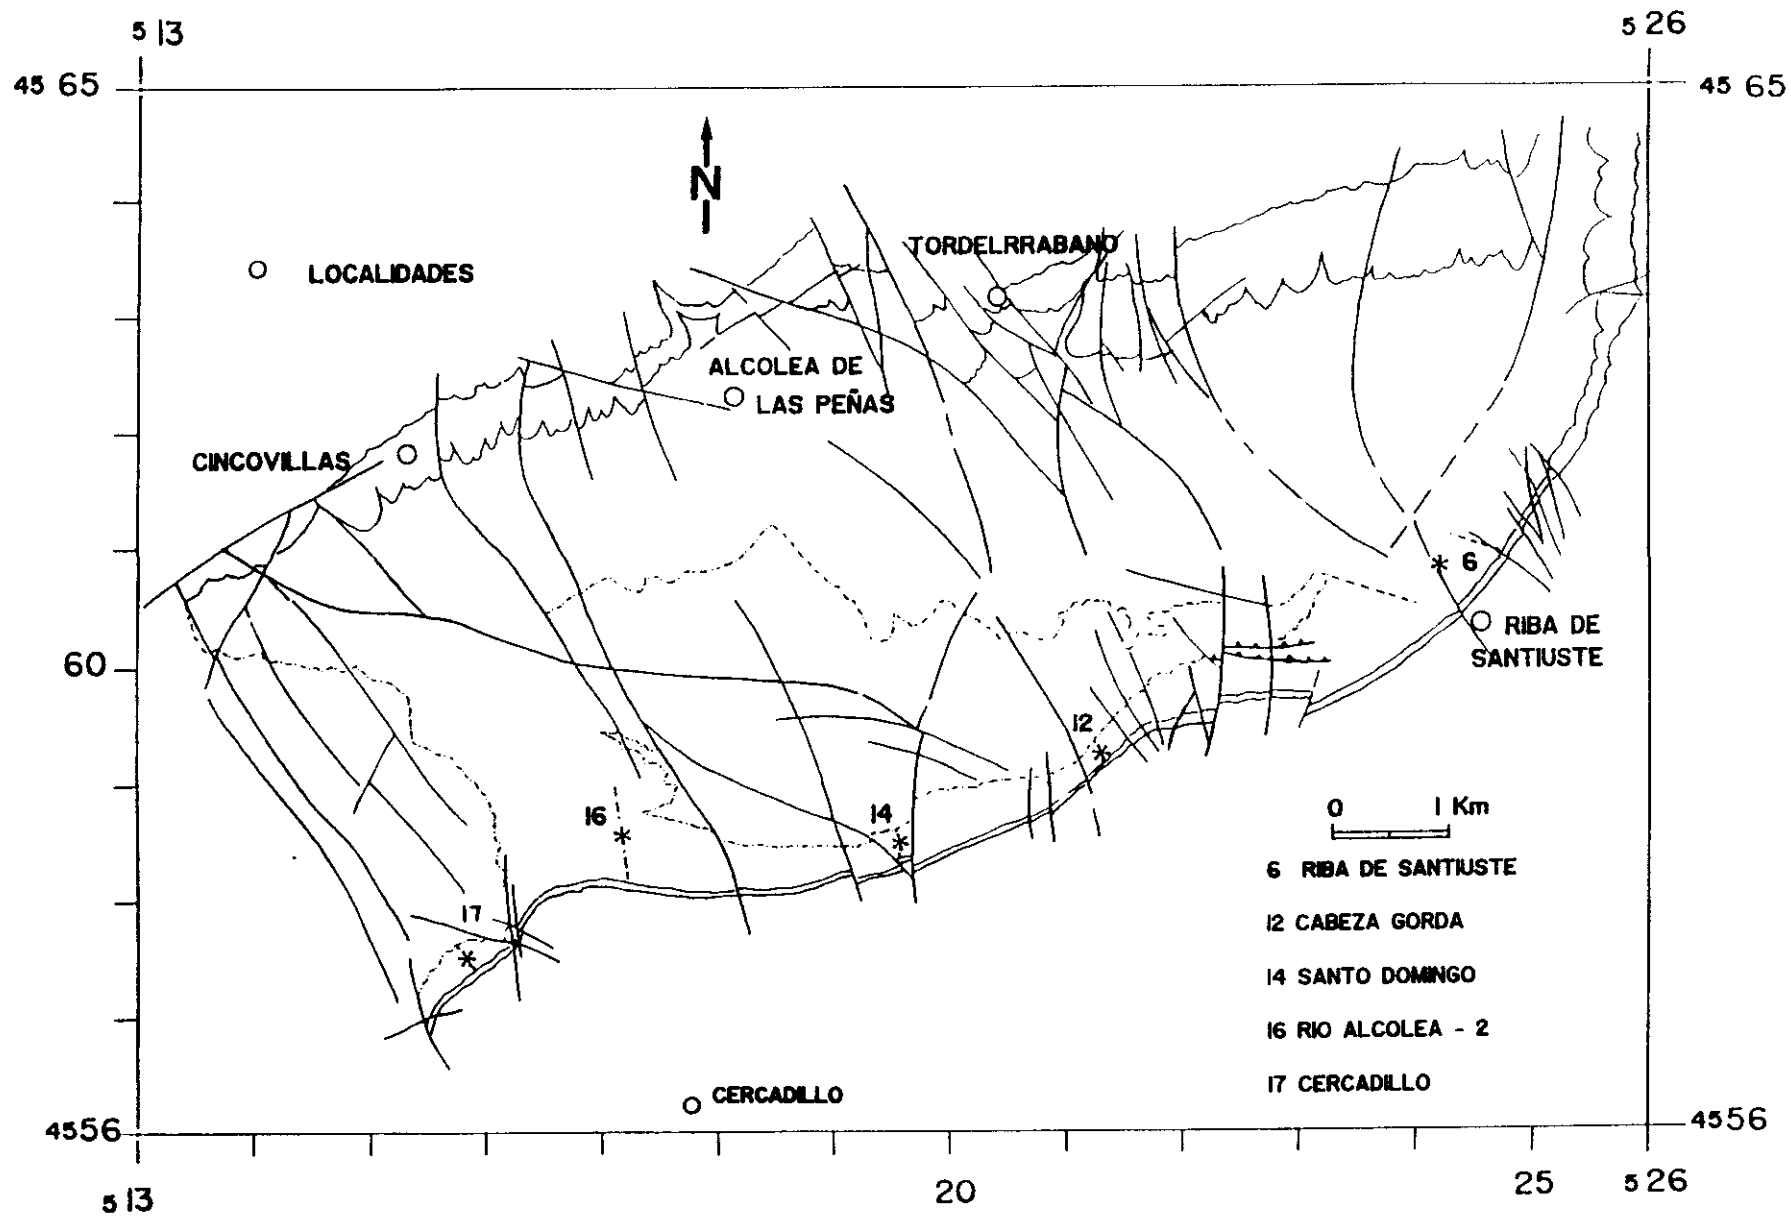 5 13
5 26
45 65
45 65
N
TORDELRRABANO
LOCALIDADES
ALCOLEA DE
LAS PEÑAS
CINCOVILLAS
6
RIBA DE
SANTIUSTE
60
12
16
14
0 1 Km
6 RIBA DE SANTIUSTE
17
12 CABEZA GORDA
14 SANTO DOMINGO
16 RIO ALCOLEA - 2
17 CERCADILLO
CERCADILLO
4556
4556
5 13
20
25
5 26